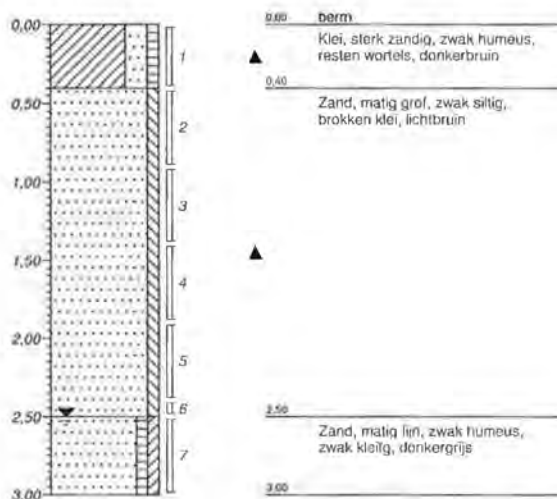 0,00
0,50
1,00
1,50
2,00
2,50
3,00
1
2
3
4
5
6
7
0,00 berm
Klei, sterk zandig, zwak humeus,
resten wortels, donkerbruin
0,40
Zand, matig grof, zwak siltig,
brokken klei, lichtbruin
2,50
Zand, matig fijn, zwak humeus,
zwak kleiïg, donkergrijs
3,00